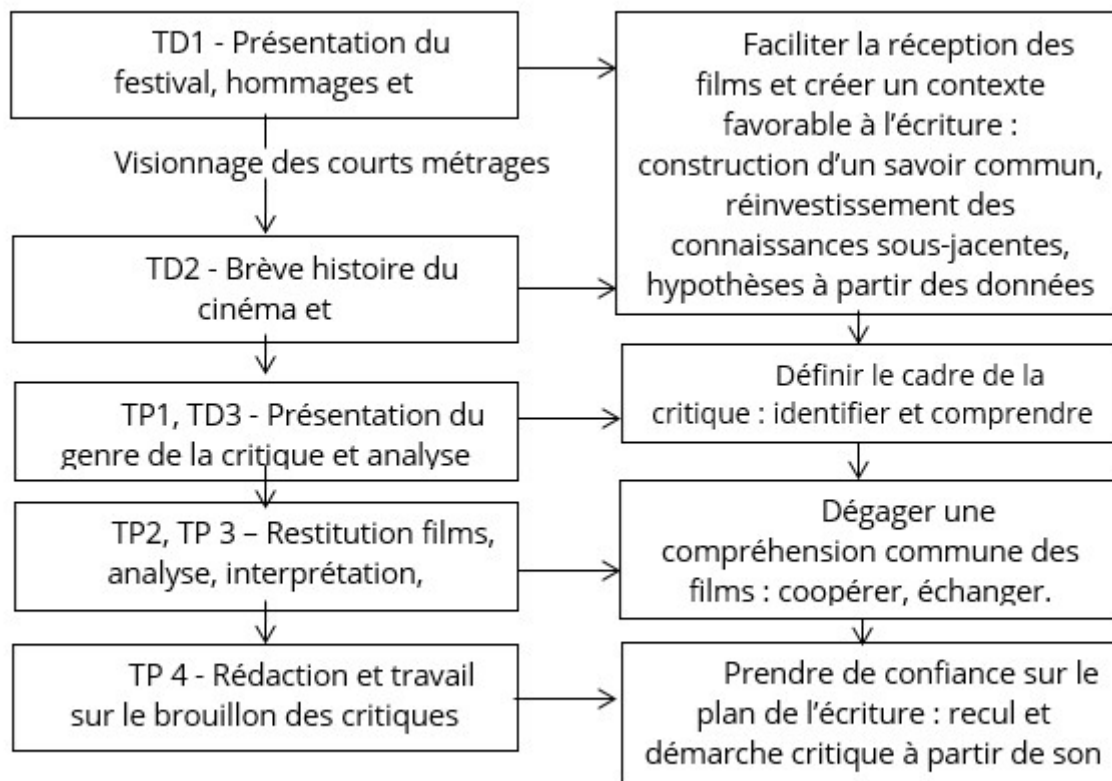 TD1 - Présentation du
festival, hommages et
Visionnage des courts métrages
TD2 - Brève histoire du
cinéma et
TP1, TD3 - Présentation du
genre de la critique et analyse
TP2, TP 3 – Restitution films,
analyse, interprétation,
TP 4 - Rédaction et travail
sur le brouillon des critiques
Faciliter la réception des
films et créer un contexte
favorable à l’écriture :
construction d’un savoir commun,
réinvestissement des
connaissances sous-jacentes,
hypothèses à partir des données
Définir le cadre de la
critique : identifier et comprendre
Dégager une
compréhension commune des
films : coopérer, échanger.
Prendre de confiance sur le
plan de l’écriture : recul et
démarche critique à partir de son